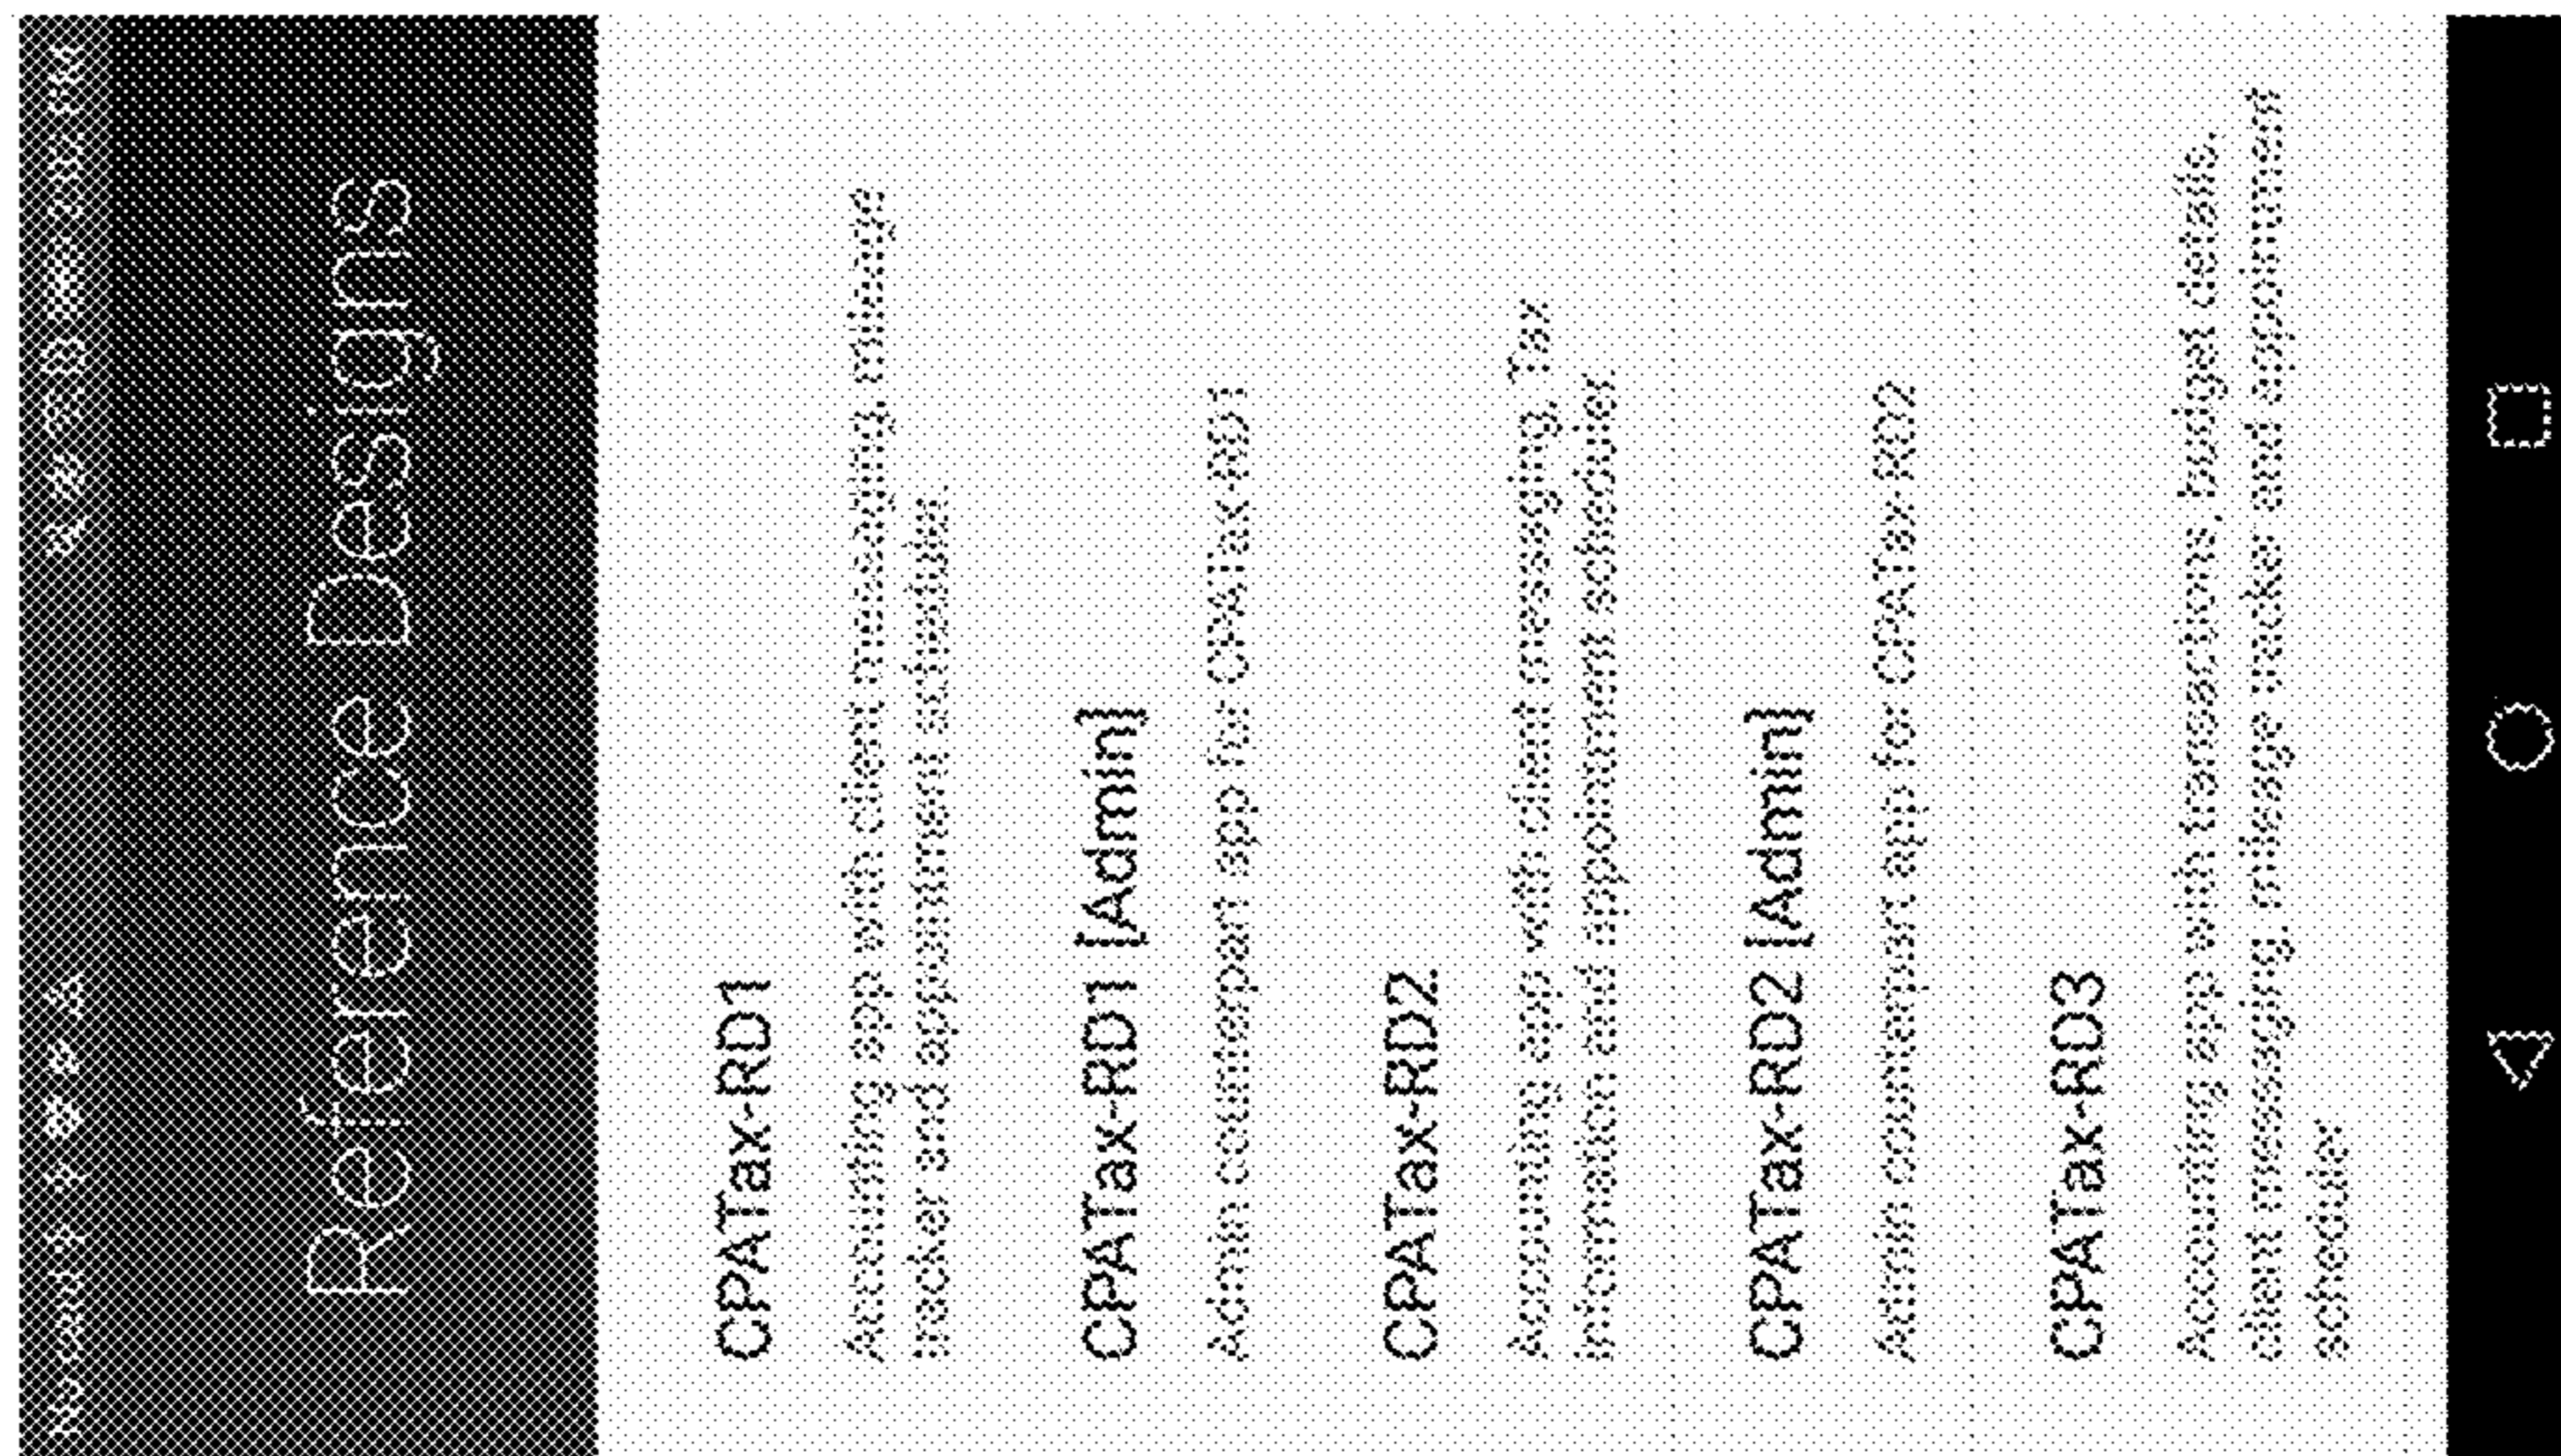 Reference Designs
CPATax-RD1
Accounting app with client messaging, mileage
tracker and appointment scheduler.
CPATax-RD1 [Admin]
Admin counterpart app for CPATax-RD1
CPATax-RD2
Accounting app with client messaging, Tax
information and appoinment scheduler.
CPATax-RD2 [Admin]
Admin counterpart app for CPATax-RD2
CPATax-RD3
Accounting app with transactions, budget details,
client messaging, mileage tracker and appointment
scheduler